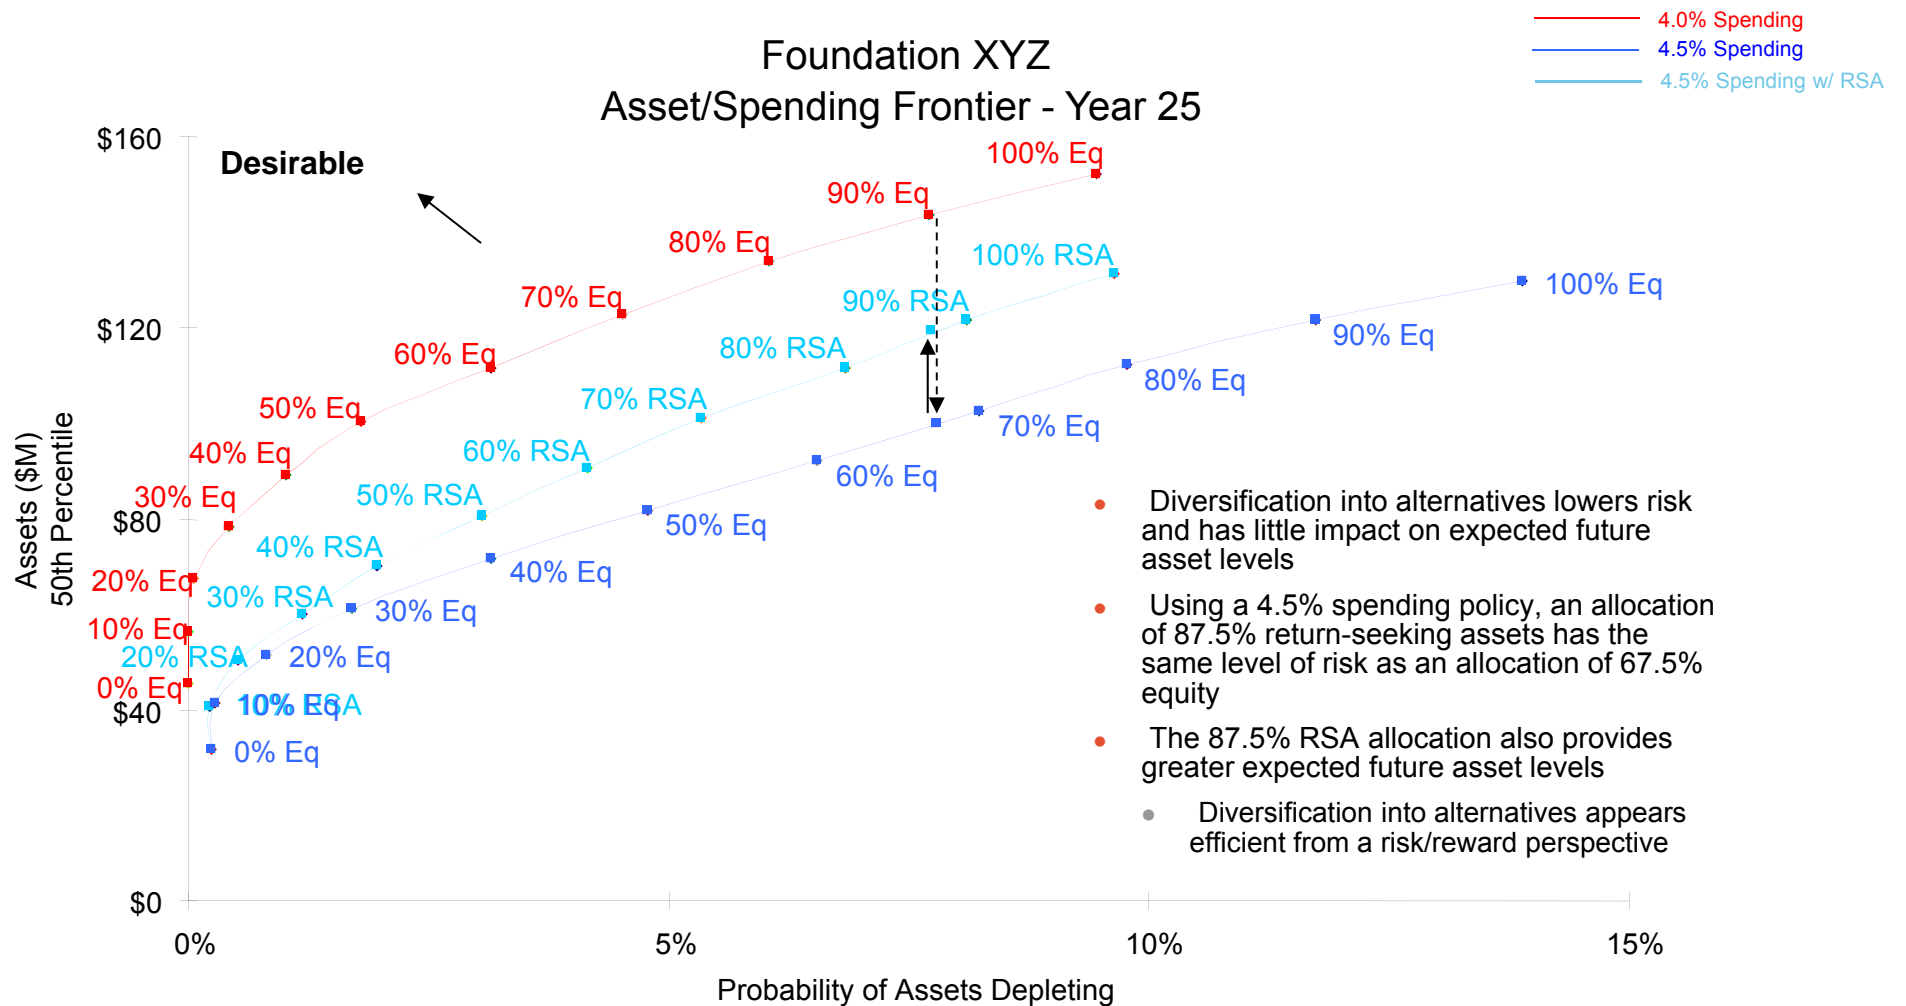 4.0% Spending
4.5% Spending
4.5% Spending w/ RSA
Foundation XYZ
Asset/Spending Frontier - Year 25
$160
Desirable
100% Eq
90% Eq
80% Eq
100% RSA
70% Eq
90% RSA
100% Eq
$120
90% Eq
60% Eq
80% RSA
80% Eq
50% Eq
70% RSA
70% Eq
40% Eq
60% RSA
60% Eq
30% Eq
50% RSA
50% Eq
$80
40% RSA
40% Eq
20% Eq
30% RSA
30% Eq
10% Eq
20% RSA
20% Eq
0% Eq
10% RSA
10% Eq
$40
0% Eq
$0
Assets ($M)
50th Percentile
Diversification into alternatives lowers risk
and has little impact on expected future
asset levels
Using a 4.5% spending policy, an allocation
of 87.5% return-seeking assets has the
same level of risk as an allocation of 67.5%
equity
The 87.5% RSA allocation also provides
greater expected future asset levels
Diversification into alternatives appears
efficient from a risk/reward perspective
0%
5%
10%
15%
Probability of Assets Depleting